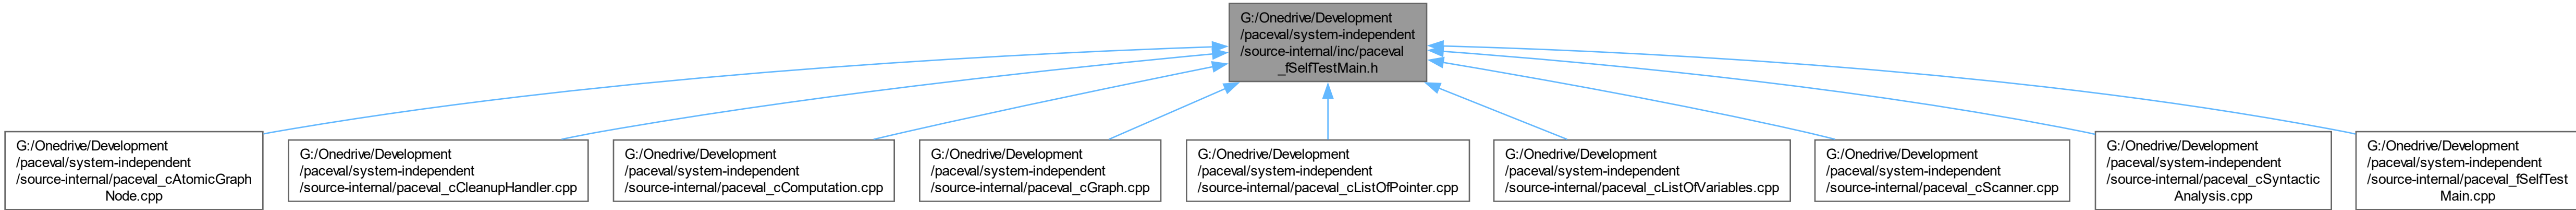 G:/Onedrive/Development
/paceval/system-independent
/source-internal/inc/paceval
_fSelfTestMain.h
G:/Onedrive/Development
/paceval/system-independent
/source-internal/paceval_cAtomicGraph
Node.cpp
G:/Onedrive/Development
/paceval/system-independent
/source-internal/paceval_cCleanupHandler.cpp
G:/Onedrive/Development
/paceval/system-independent
/source-internal/paceval_cComputation.cpp
G:/Onedrive/Development
/paceval/system-independent
/source-internal/paceval_cGraph.cpp
G:/Onedrive/Development
/paceval/system-independent
/source-internal/paceval_cListOfPointer.cpp
G:/Onedrive/Development
/paceval/system-independent
/source-internal/paceval_cListOfVariables.cpp
G:/Onedrive/Development
/paceval/system-independent
/source-internal/paceval_cScanner.cpp
G:/Onedrive/Development
/paceval/system-independent
/source-internal/paceval_cSyntactic
Analysis.cpp
G:/Onedrive/Development
/paceval/system-independent
/source-internal/paceval_fSelfTest
Main.cpp